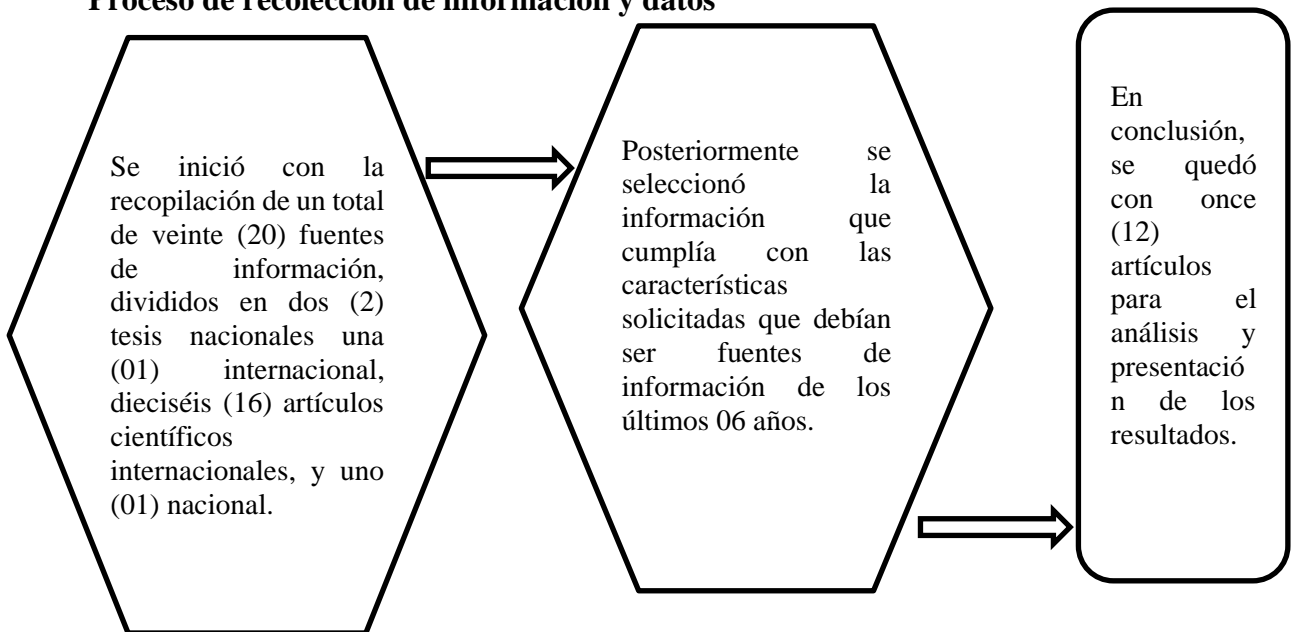 Proceso de recolección de información y datos
Se inició con la
recopilación de un total
de veinte (20) fuentes
de información,
divididos en dos (2)
tesis nacionales una
(01) internacional,
dieciséis (16) artículos
científicos
internacionales, y uno
(01) nacional.
Posteriormente se
seleccionó la
información que
cumplía con las
características
solicitadas que debían
ser fuentes de
información de los
últimos 06 años.
En
conclusión,
se quedó
con once
(12)
artículos
para el
análisis y
presentació
n de los
resultados.